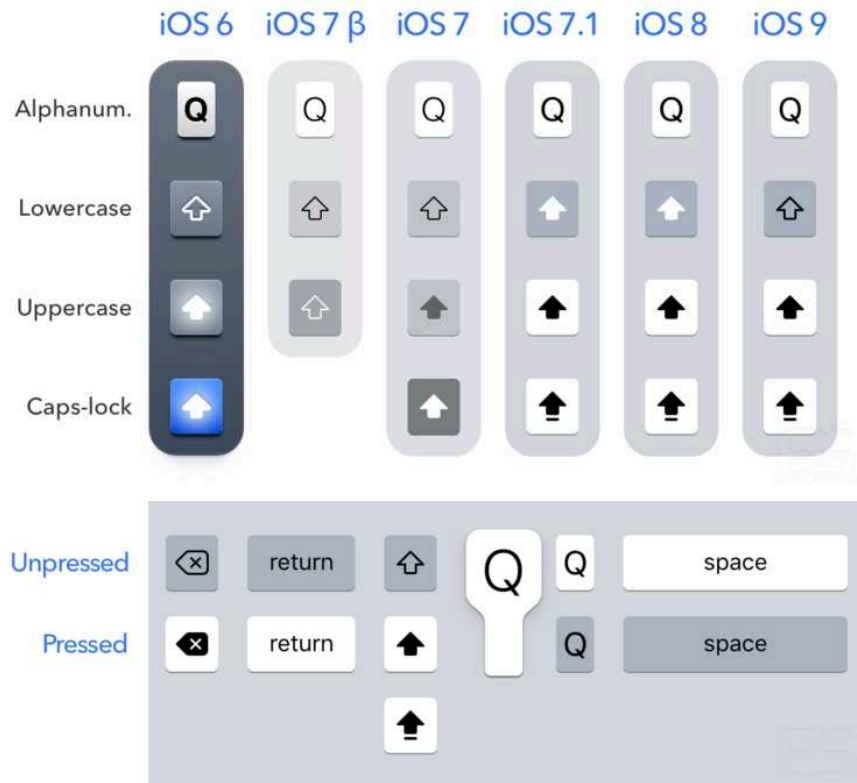 iOS 6 iOS 7 β iOS 7 iOS 7.1 iOS 8 iOS 9
Alphanum. Q Q Q Q Q Q
Lowercase
Uppercase
Caps-lock
Unpressed return Q Q space
Pressed return Q space